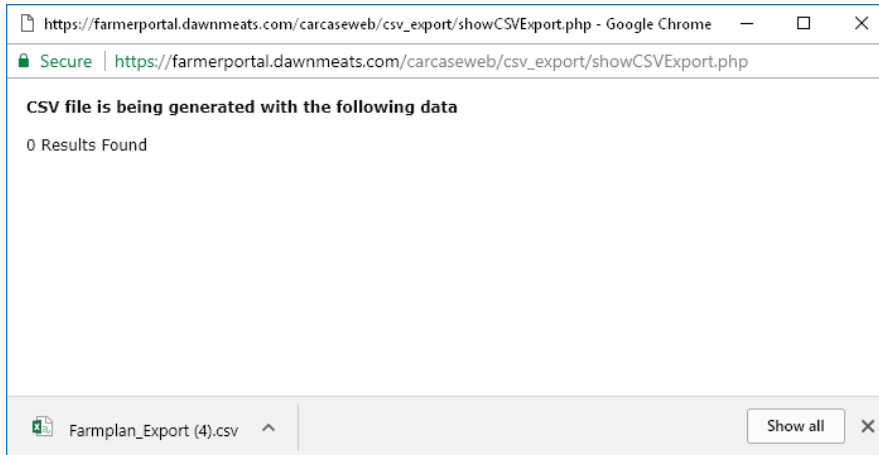 https://farmerportal.dawnmeats.com/carcaseweb/csv_export/showCSVExport.php - Google Chrome
Secure | https://farmerportal.dawnmeats.com/carcaseweb/csv_export/showCSVExport.php
CSV file is being generated with the following data
0 Results Found
Farmplan_Export (4).csv
Show all